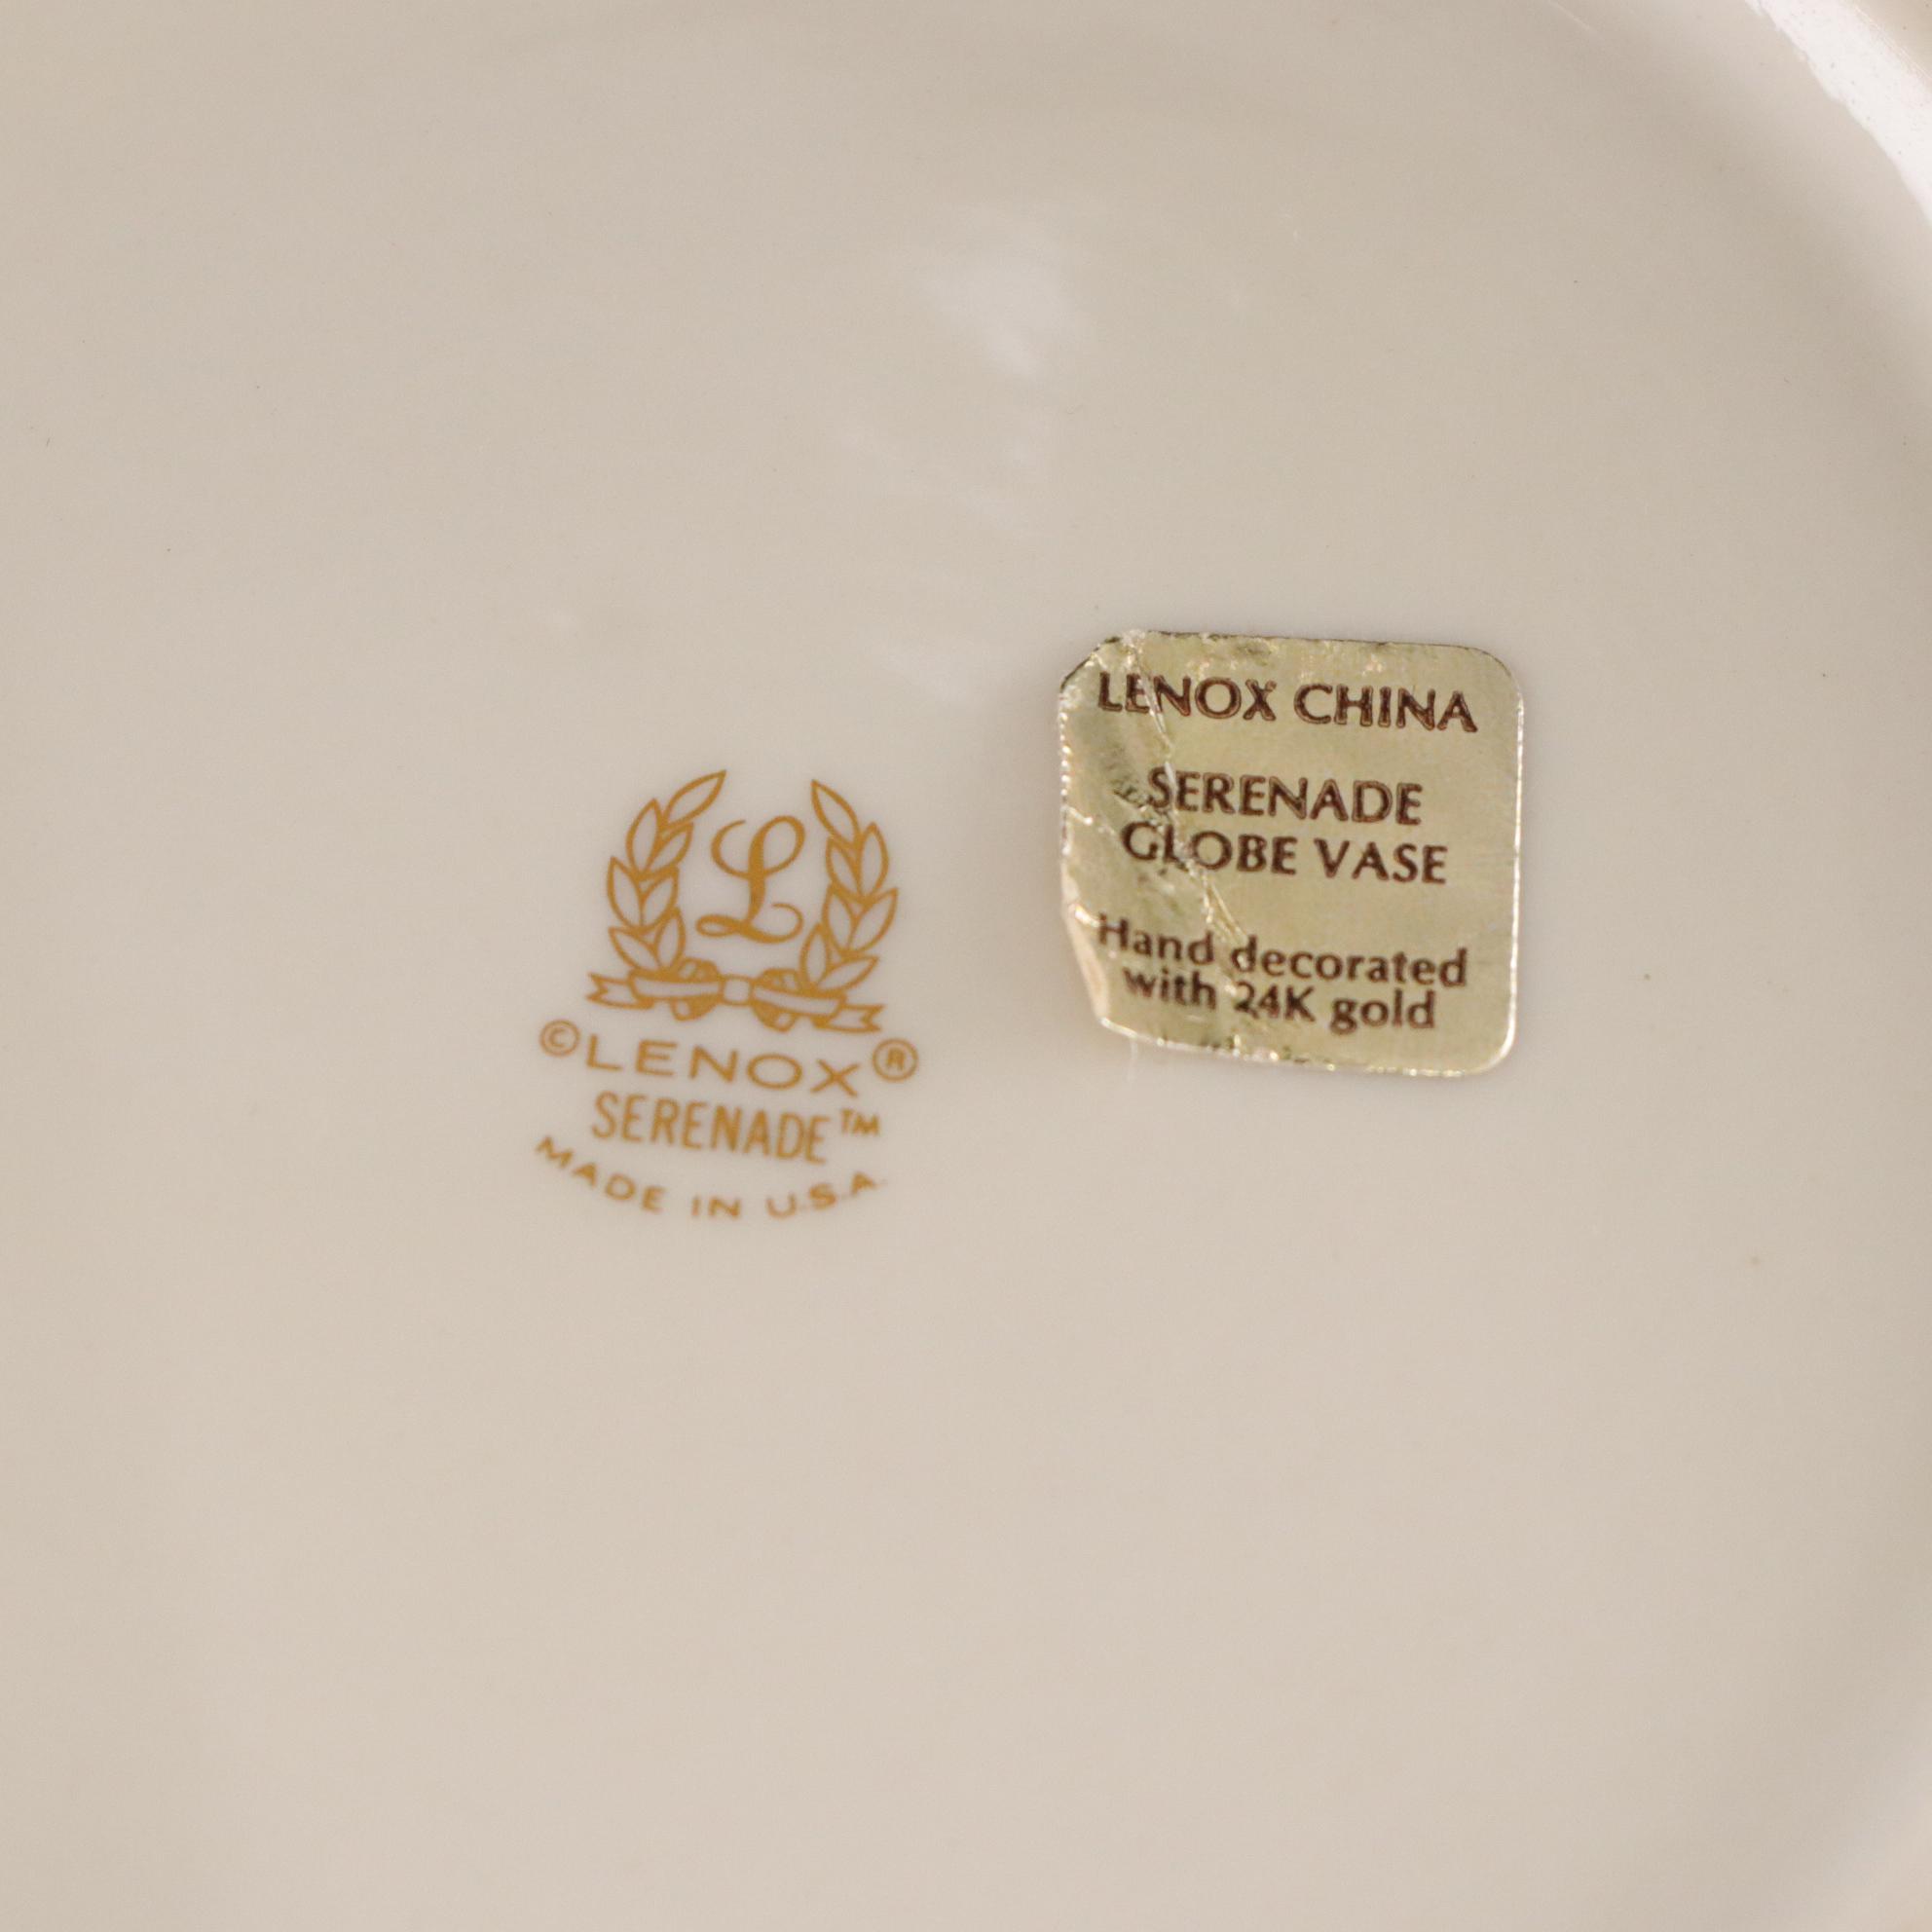 L
©LENOX®
SERENADE™
MADE IN U.S.A.
LENOX CHINA
SERENADE
GLOBE VASE
Hand decorated
with 24K gold